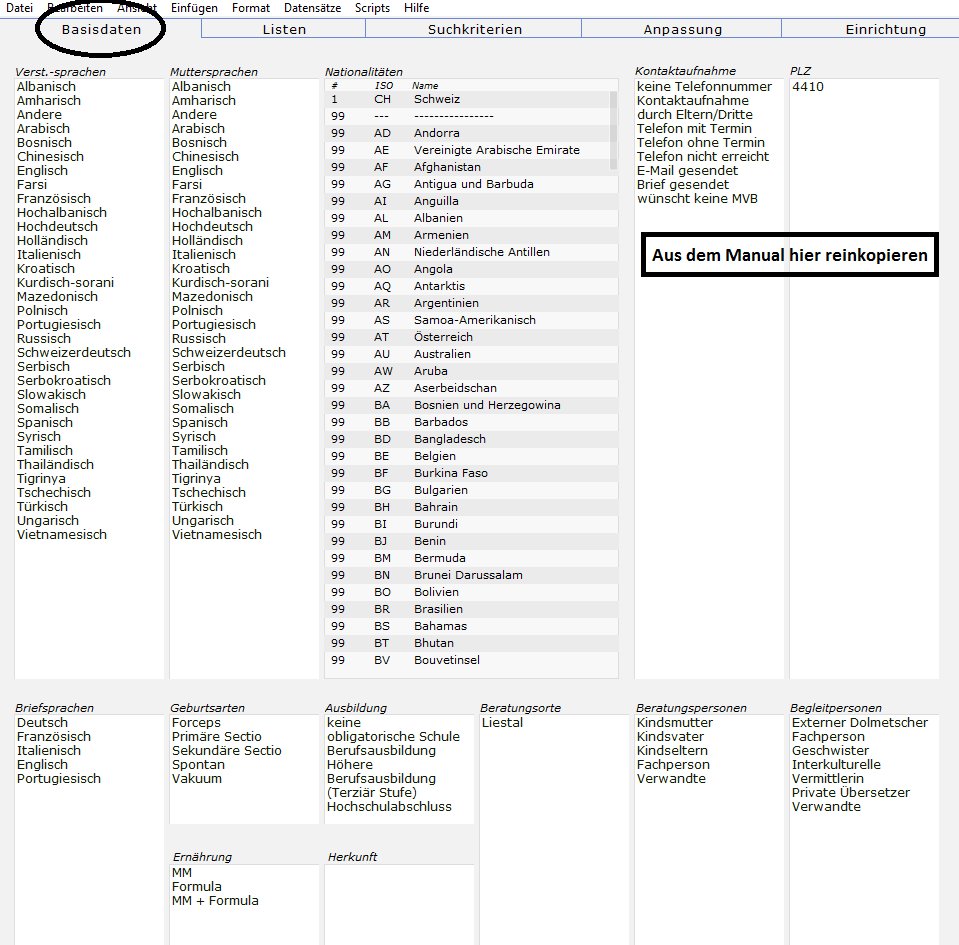 Datei Bearbeiten Ansicht Einfügen Format Datensätze Scripts Hilfe
Basisdaten Listen Suchkriterien Anpassung Einrichtung
Verst.-sprachen
Albanisch
Amharisch
Andere
Arabisch
Bosnisch
Chinesisch
Englisch
Farsi
Französisch
Hochalbanisch
Hochdeutsch
Holländisch
Italienisch
Kroatisch
Kurdisch-sorani
Mazedonisch
Polnisch
Portugiesisch
Russisch
Schweizerdeutsch
Serbisch
Serbokroatisch
Slowakisch
Somalisch
Spanisch
Syrisch
Tamilisch
Thailändisch
Tigrinya
Tschechisch
Türkisch
Ungarisch
Vietnamesisch
Muttersprachen
Albanisch
Amharisch
Andere
Arabisch
Bosnisch
Chinesisch
Englisch
Farsi
Französisch
Hochalbanisch
Hochdeutsch
Holländisch
Italienisch
Kroatisch
Kurdisch-sorani
Mazedonisch
Polnisch
Portugiesisch
Russisch
Schweizerdeutsch
Serbisch
Serbokroatisch
Slowakisch
Somalisch
Spanisch
Syrisch
Tamilisch
Thailändisch
Tigrinya
Tschechisch
Türkisch
Ungarisch
Vietnamesisch
Nationalitäten
# ISO Name
1 CH Schweiz
99 --- ----------------
99 AD Andorra
99 AE Vereinigte Arabische Emirate
99 AF Afghanistan
99 AG Antigua und Barbuda
99 AI Anguilla
99 AL Albanien
99 AM Armenien
99 AN Niederländische Antillen
99 AO Angola
99 AQ Antarktis
99 AR Argentinien
99 AS Samoa-Amerikanisch
99 AT Österreich
99 AU Australien
99 AW Aruba
99 AZ Aserbeidschan
99 BA Bosnien und Herzegowina
99 BB Barbados
99 BD Bangladesch
99 BE Belgien
99 BF Burkina Faso
99 BG Bulgarien
99 BH Bahrain
99 BI Burundi
99 BJ Benin
99 BM Bermuda
99 BN Brunei Darussalam
99 BO Bolivien
99 BR Brasilien
99 BS Bahamas
99 BT Bhutan
99 BV Bouvetinsel
Kontaktaufnahme
keine Telefonnummer
Kontaktaufnahme
durch Eltern/Dritte
Telefon mit Termin
Telefon ohne Termin
Telefon nicht erreicht
E-Mail gesendet
Brief gesendet
wünscht keine MVB
PLZ
4410
Aus dem Manual hier reinkopieren
Briefsprachen
Deutsch
Französisch
Italienisch
Englisch
Portugiesisch
Geburtsarten
Forceps
Primäre Sectio
Sekundäre Sectio
Spontan
Vakuum
Ausbildung
keine
obligatorische Schule
Berufsausbildung
Höhere
Berufsausbildung
(Terziär Stufe)
Hochschulabschluss
Beratungsorte
Liestal
Beratungspersonen
Kindsmutter
Kindsvater
Kindseltern
Fachperson
Verwandte
Begleitpersonen
Externer Dolmetscher
Fachperson
Geschwister
Interkulturelle
Vermittlerin
Private Übersetzer
Verwandte
Ernährung
MM
Formula
MM + Formula
Herkunft